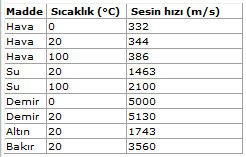 Madde Sıcaklık (°C) Sesin hızı (m/s)
Hava 0 332
Hava 20 344
Hava 100 386
Su 20 1463
Su 100 2100
Demir 0 5000
Demir 20 5130
Altın 20 1743
Bakır 20 3560